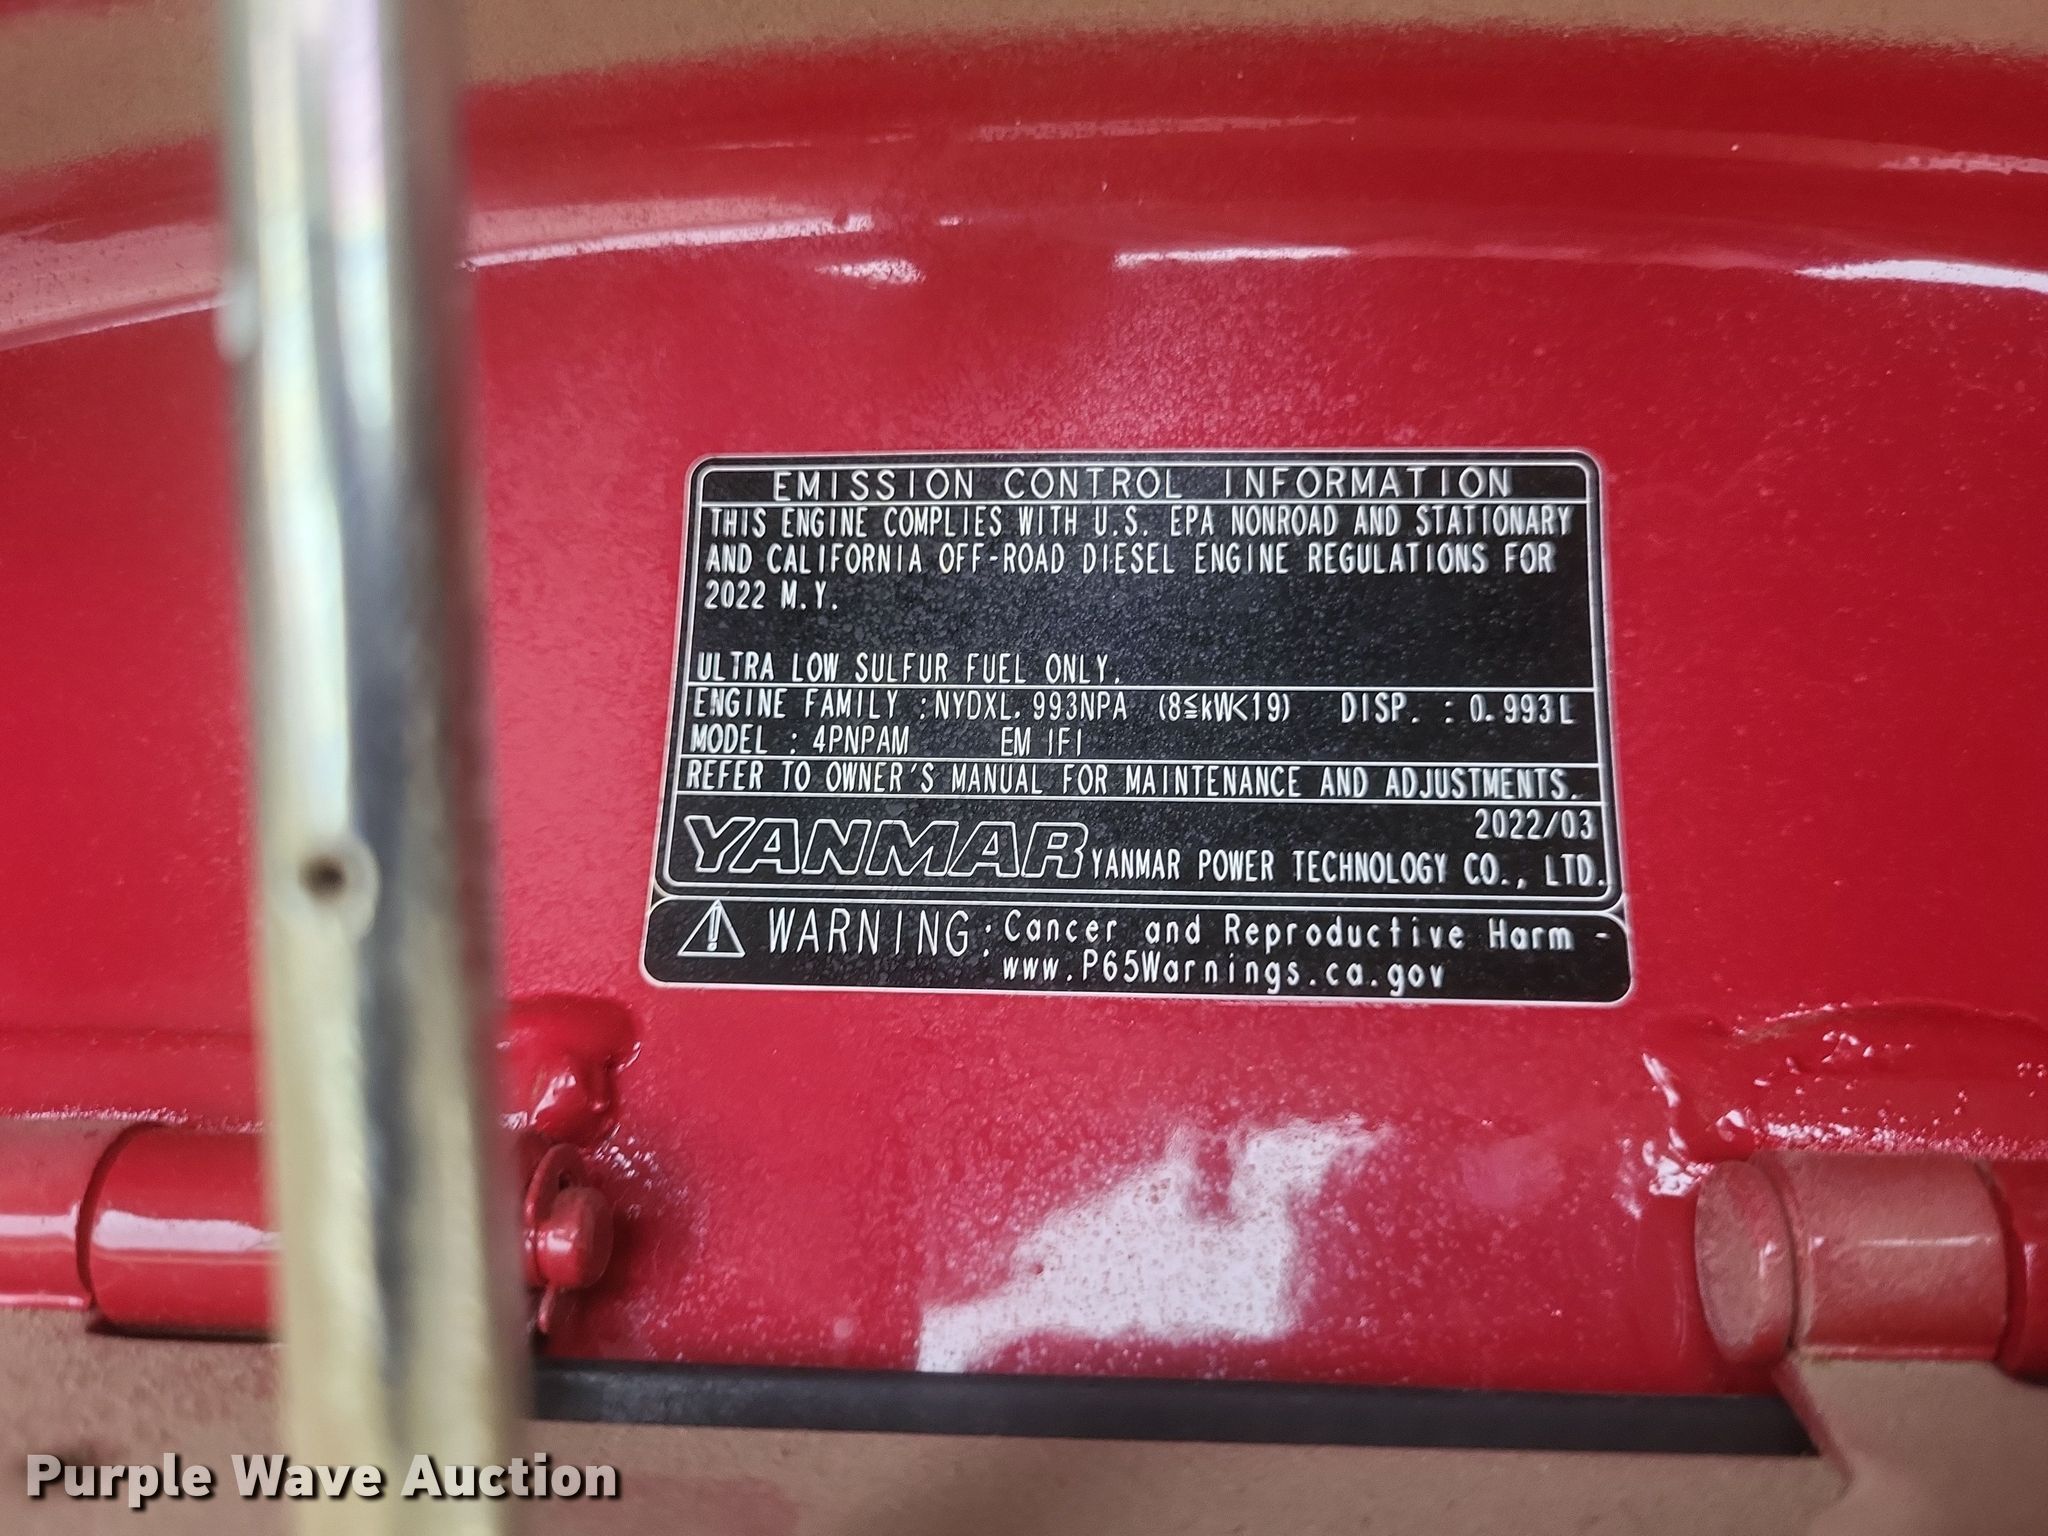 EMISSION CONTROL INFORMATION
THIS ENGINE COMPLIES WITH U.S. EPA NONROAD AND STATIONARY
AND CALIFORNIA OFF-ROAD DIESEL ENGINE REGULATIONS FOR
2022 M.Y.
ULTRA LOW SULFUR FUEL ONLY.
ENGINE FAMILY :NYDXL.993NPA (8≦kW<19) DISP. : 0.993L
MODEL : 4PNPAM EM IFI
REFER TO OWNER'S MANUAL FOR MAINTENANCE AND ADJUSTMENTS.
2022/03
YANMAR YANMAR POWER TECHNOLOGY CO., LTD.
WARNING: Cancer and Reproductive Harm -
www.P65Warnings.ca.gov
Purple Wave Auction